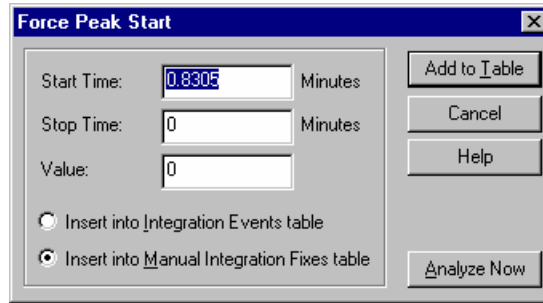 Force Peak Start
Start Time: 0.8305 Minutes
Add to Table
Stop Time: 0 Minutes
Cancel
Value: 0
Help
Insert into Integration Events table
Insert into Manual Integration Fixes table
Analyze Now